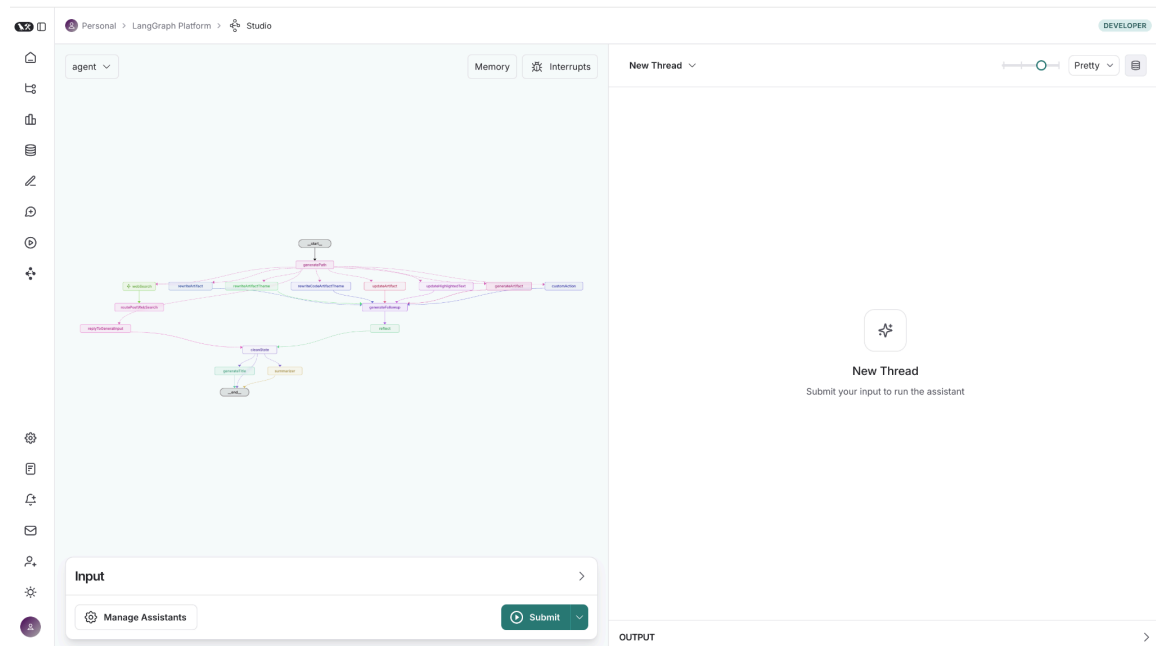 Personal > LangGraph Platform > Studio
DEVELOPER
agent
Memory
Interrupts
New Thread
Pretty
__start__
generatePath
webSearch
rewriteArtifact
rewriteArtifactTheme
rewriteCodeArtifactTheme
updateArtifact
updateHighlightedText
generateArtifact
customAction
routePostWebSearch
generateFollowup
replyToGeneralInput
reflect
cleanState
generateTitle
summarizer
__end__
New Thread
Submit your input to run the assistant
Input
Manage Assistants
Submit
OUTPUT